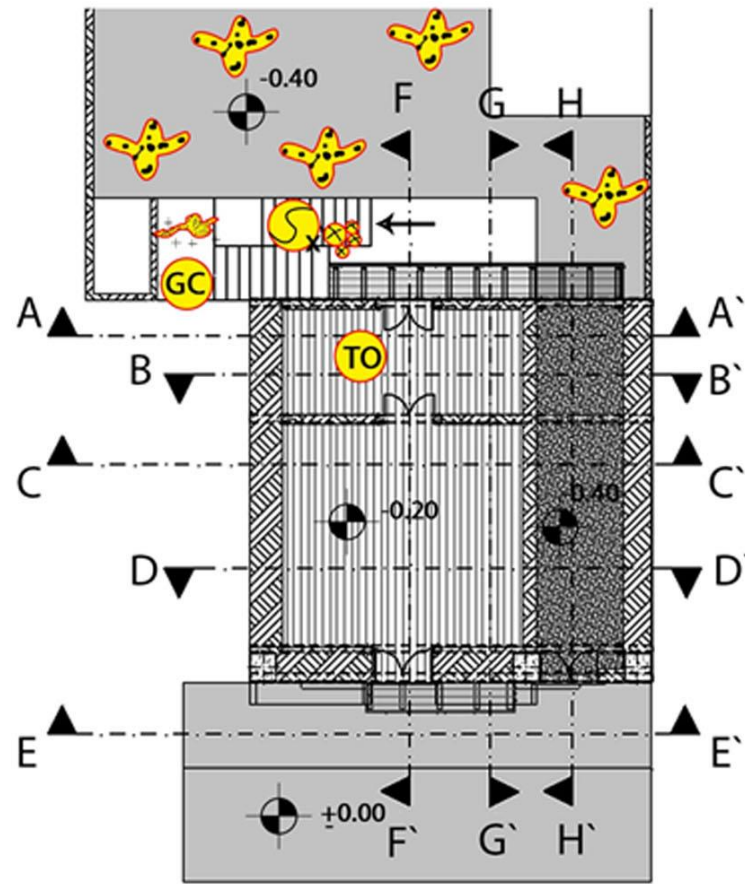 -0.40
F G H
S
x
GC
A A`
TO
B B`
C C`
-0.20 -0.40
D D`
E E`
±0.00
F` G` H`